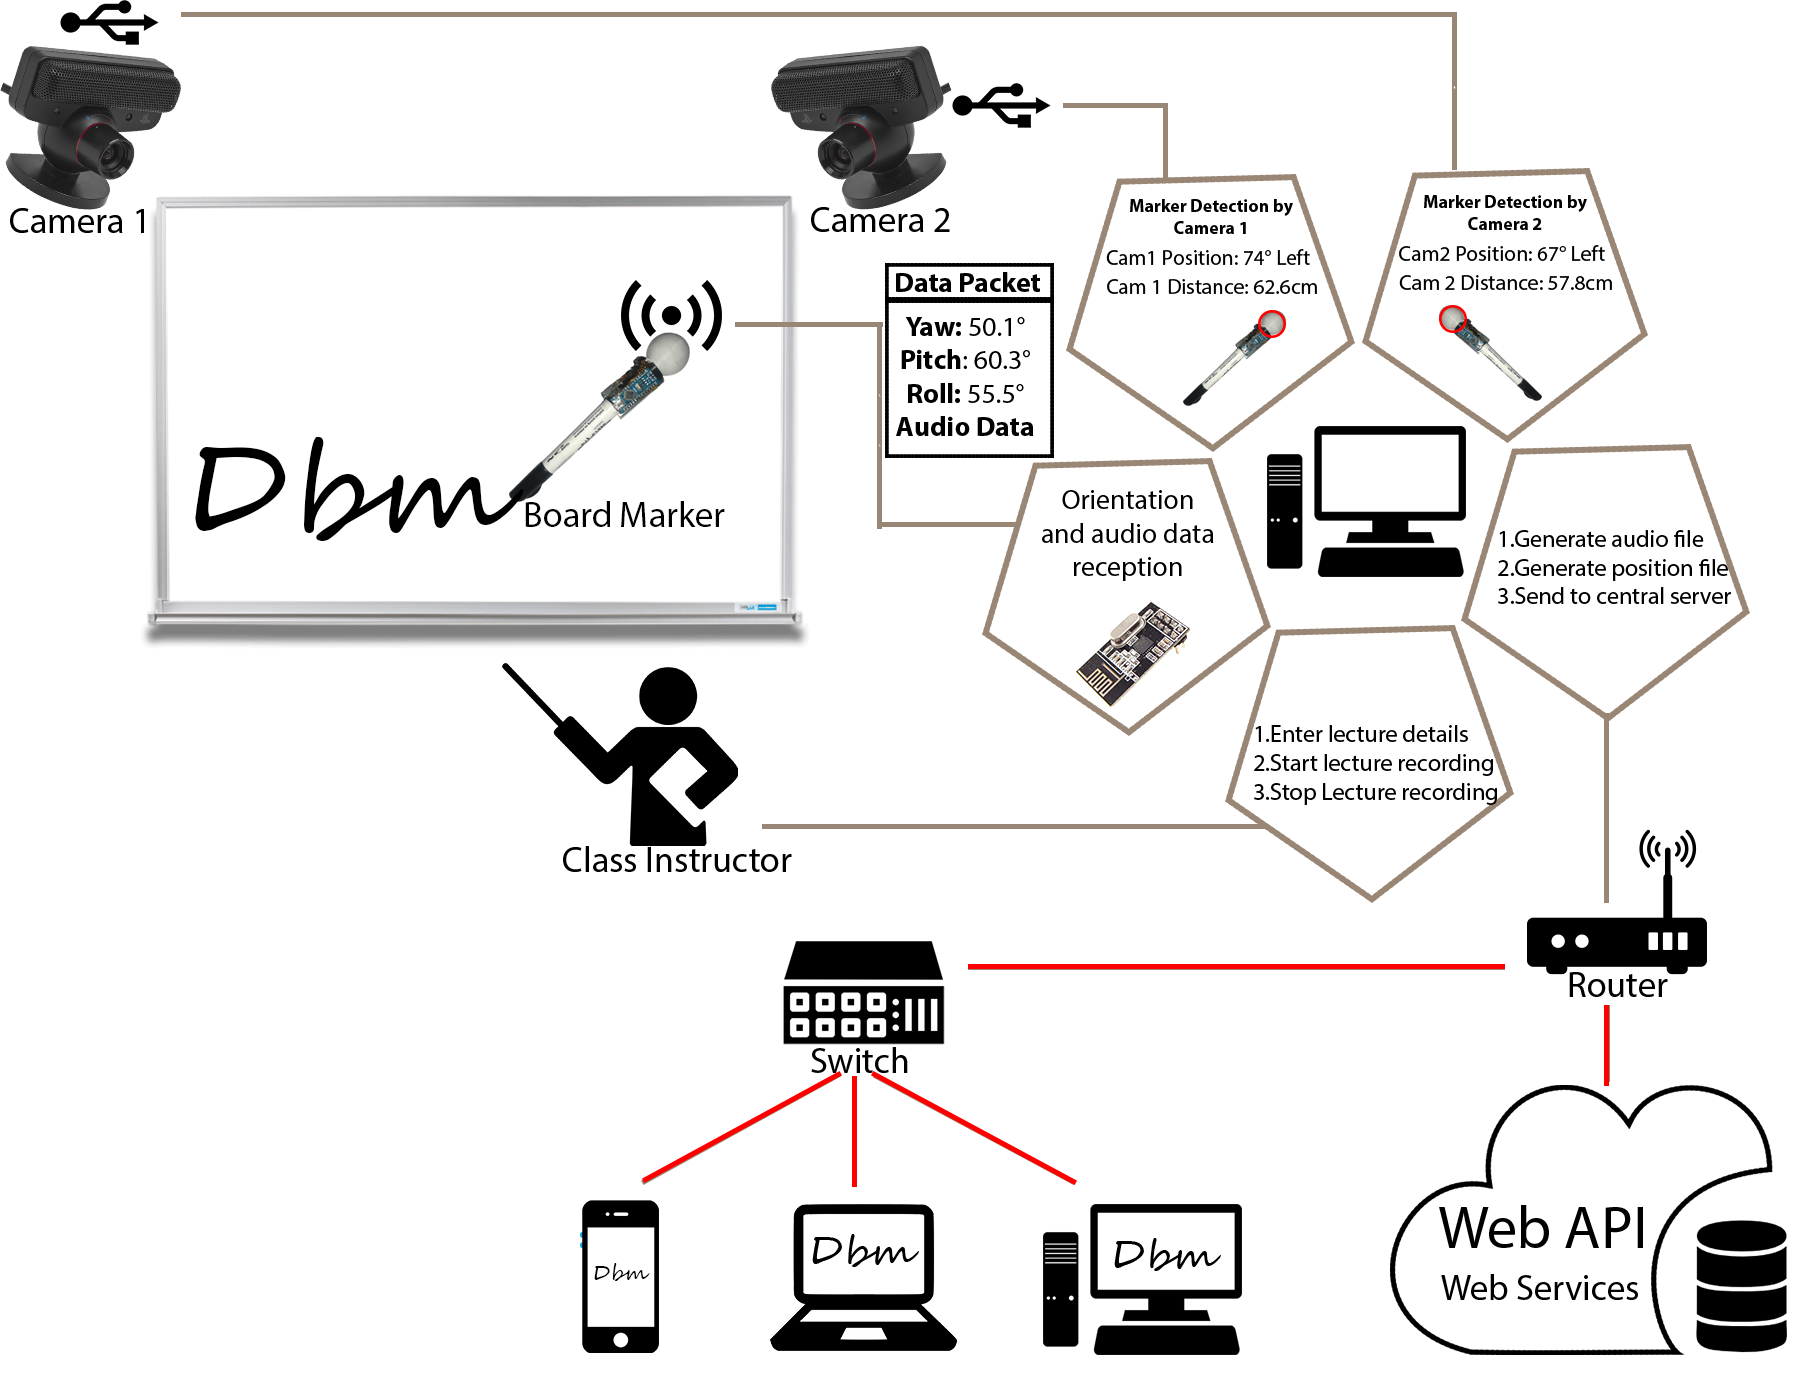 Camera 1
Camera 2
Marker Detection by
Camera 1
Cam1 Position: 74° Left
Cam 1 Distance: 62.6cm
Marker Detection by
Camera 2
Cam2 Position: 67° Left
Cam 2 Distance: 57.8cm
Data Packet
Yaw: 50.1°
Pitch: 60.3°
Roll: 55.5°
Audio Data
Dbm
Board Marker
Orientation
and audio data
reception
1.Generate audio file
2.Generate position file
3.Send to central server
1.Enter lecture details
2.Start lecture recording
3.Stop Lecture recording
Class Instructor
Router
Switch
Dbm
Dbm
Dbm
Web API
Web Services